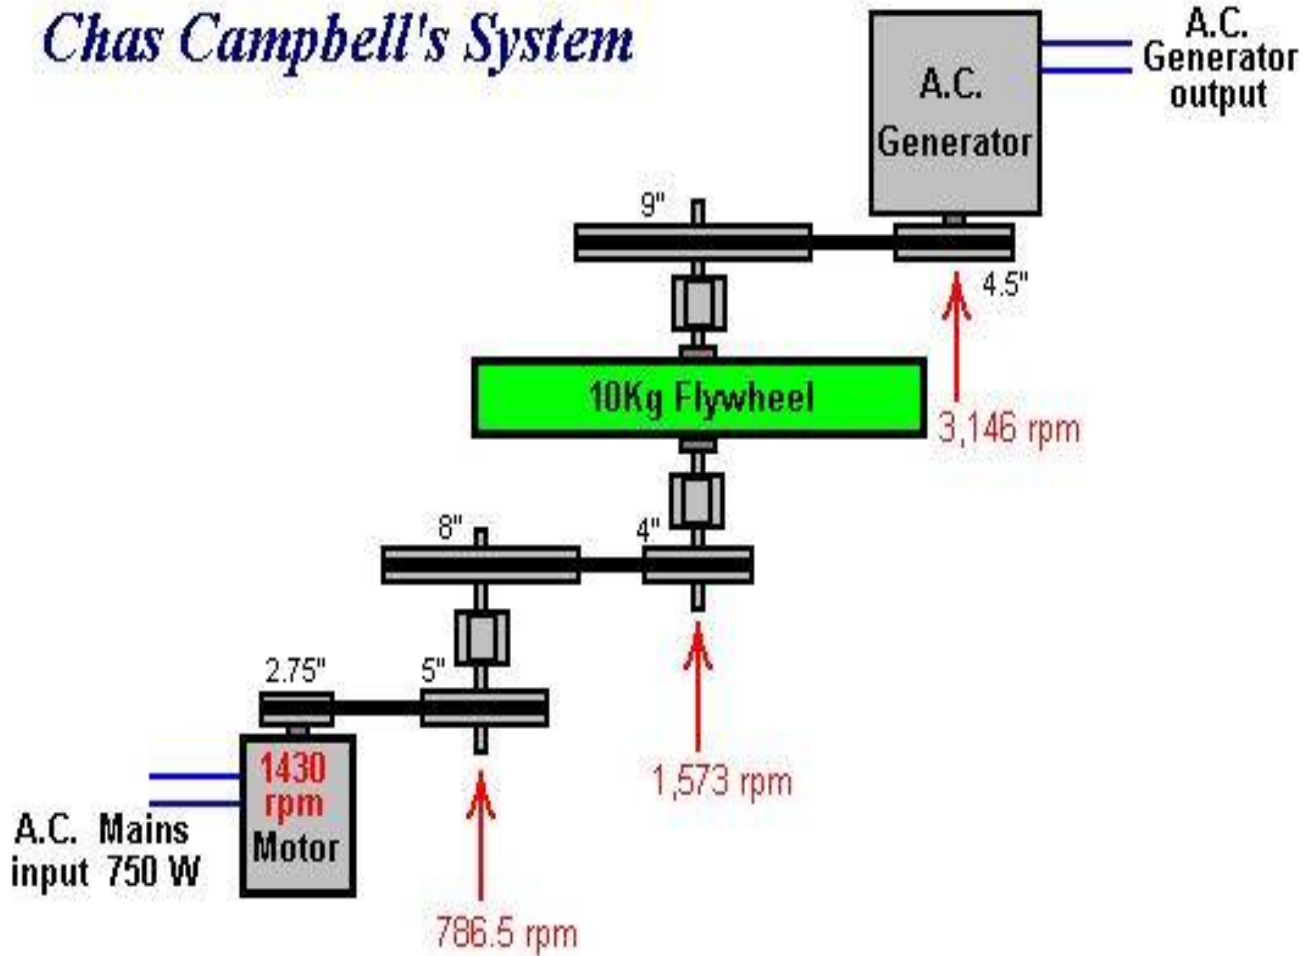 Chas Campbell's System
A.C.
Generator
output
A.C.
Generator
9"
4.5"
10Kg Flywheel
3,146 rpm
8"
4"
2.75"
5"
1,573 rpm
1430
rpm
Motor
A.C. Mains
input 750 W
786.5 rpm